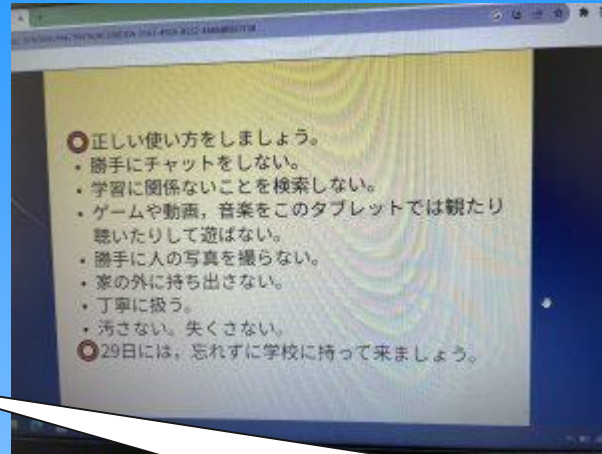 ⭕正しい使い方をしましょう。
・勝手にチャットをしない。
・学習に関係ないことを検索しない。
・ゲームや動画，音楽をこのタブレットでは観たり
聴いたりして遊ばない。
・勝手に人の写真を撮らない。
・家の外に持ち出さない。
・丁寧に扱う。
・汚さない。失くさない。
⭕29日には，忘れずに学校に持って来ましょう。